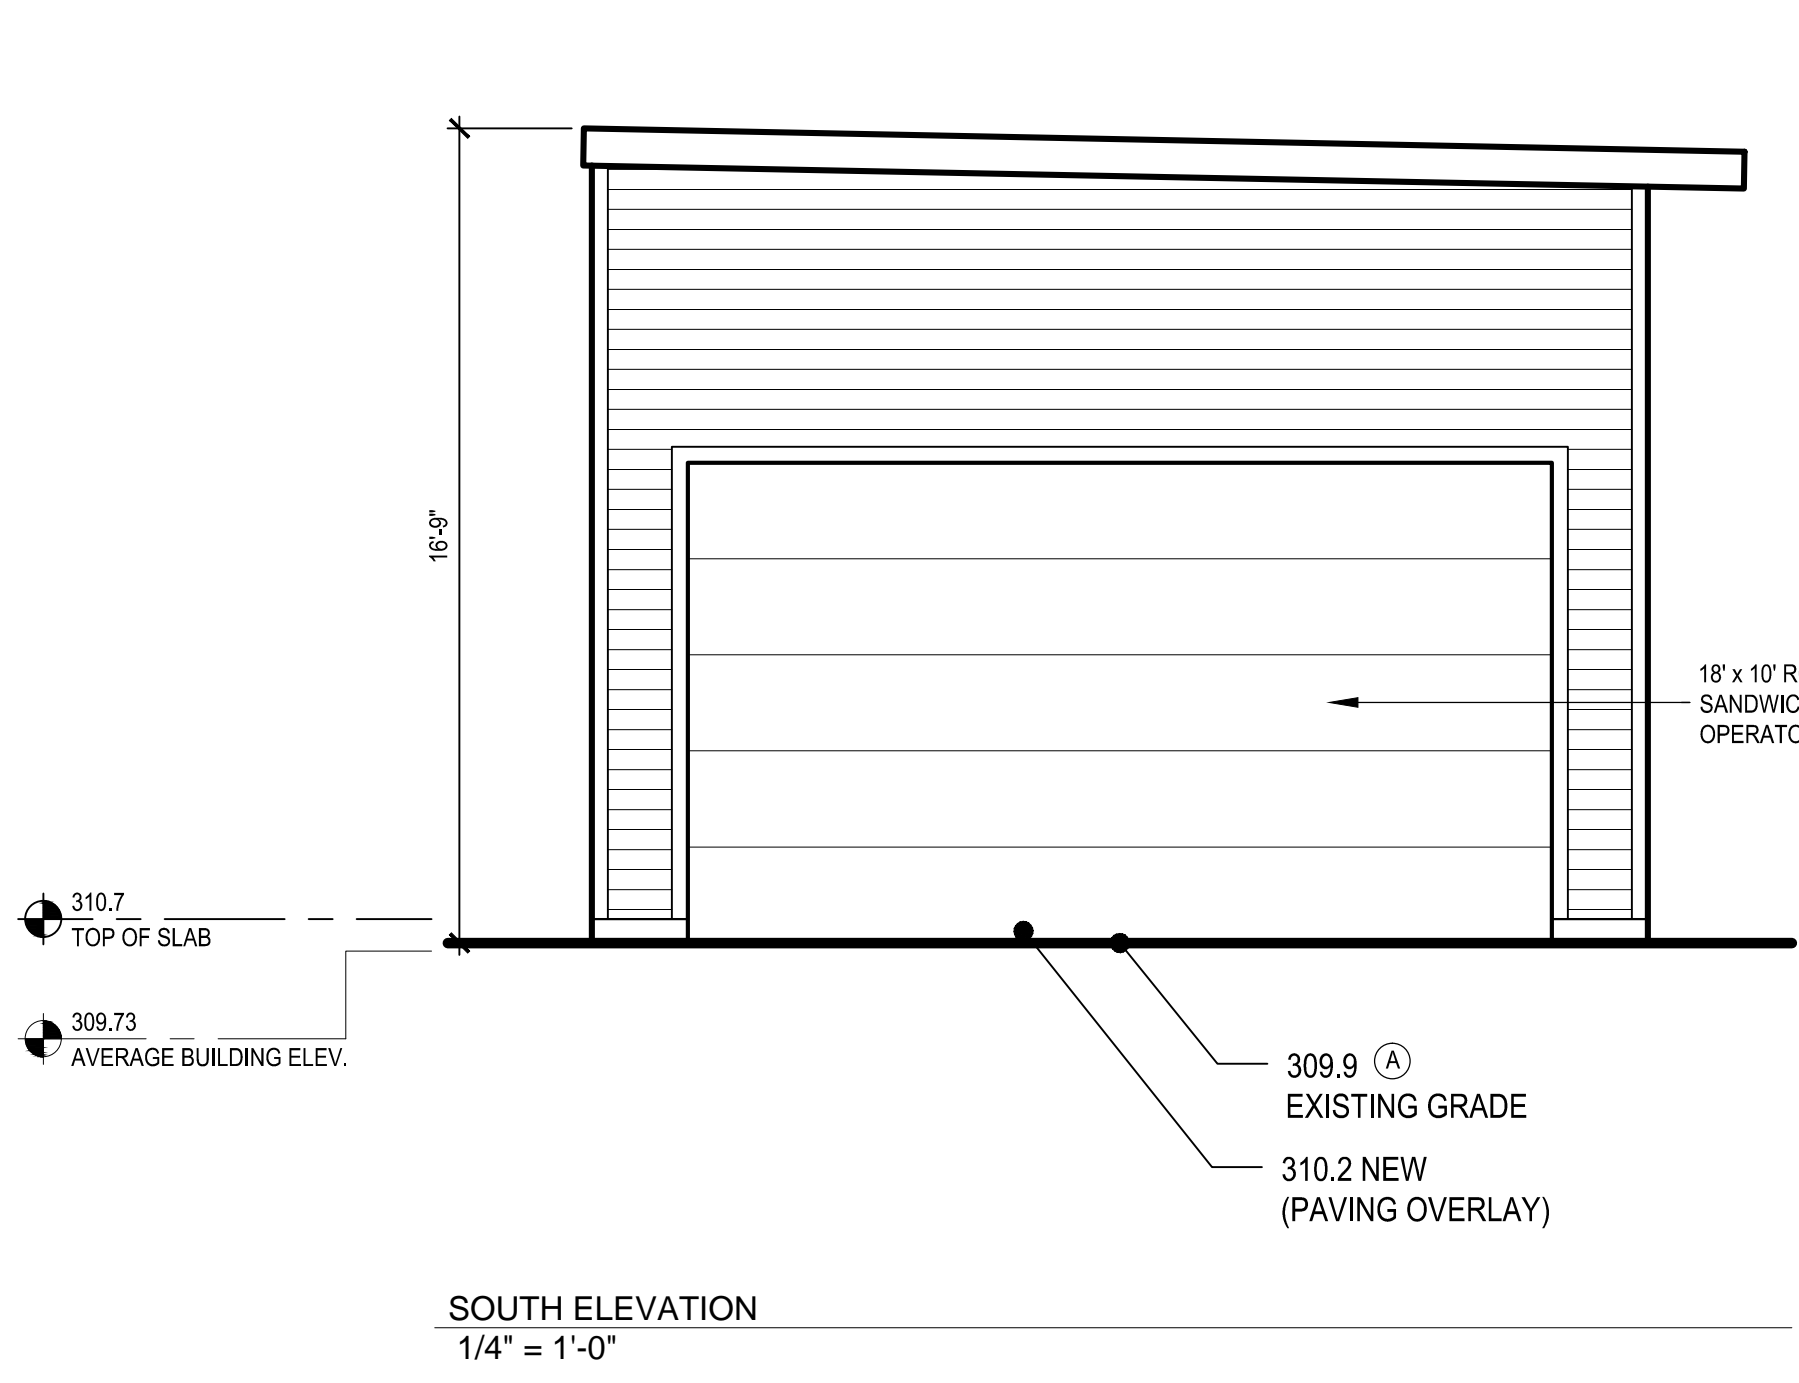 16'-9"
18' x 10' R
SANDWIC
OPERATO
310.7
TOP OF SLAB
309.73
AVERAGE BUILDING ELEV.
309.9 A
EXISTING GRADE
310.2 NEW
(PAVING OVERLAY)
SOUTH ELEVATION
1/4" = 1'-0"